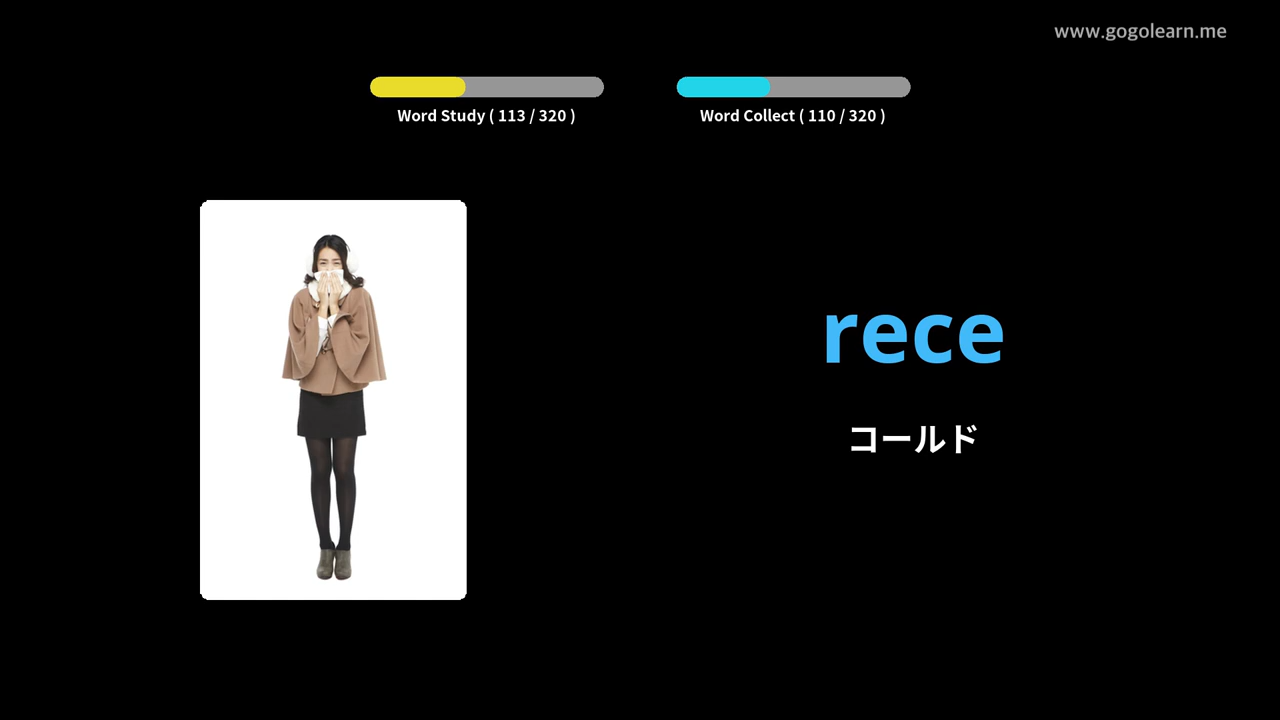 www.gogolearn.me
Word Study ( 113 / 320 )
Word Collect ( 110 / 320 )
rece
コールド